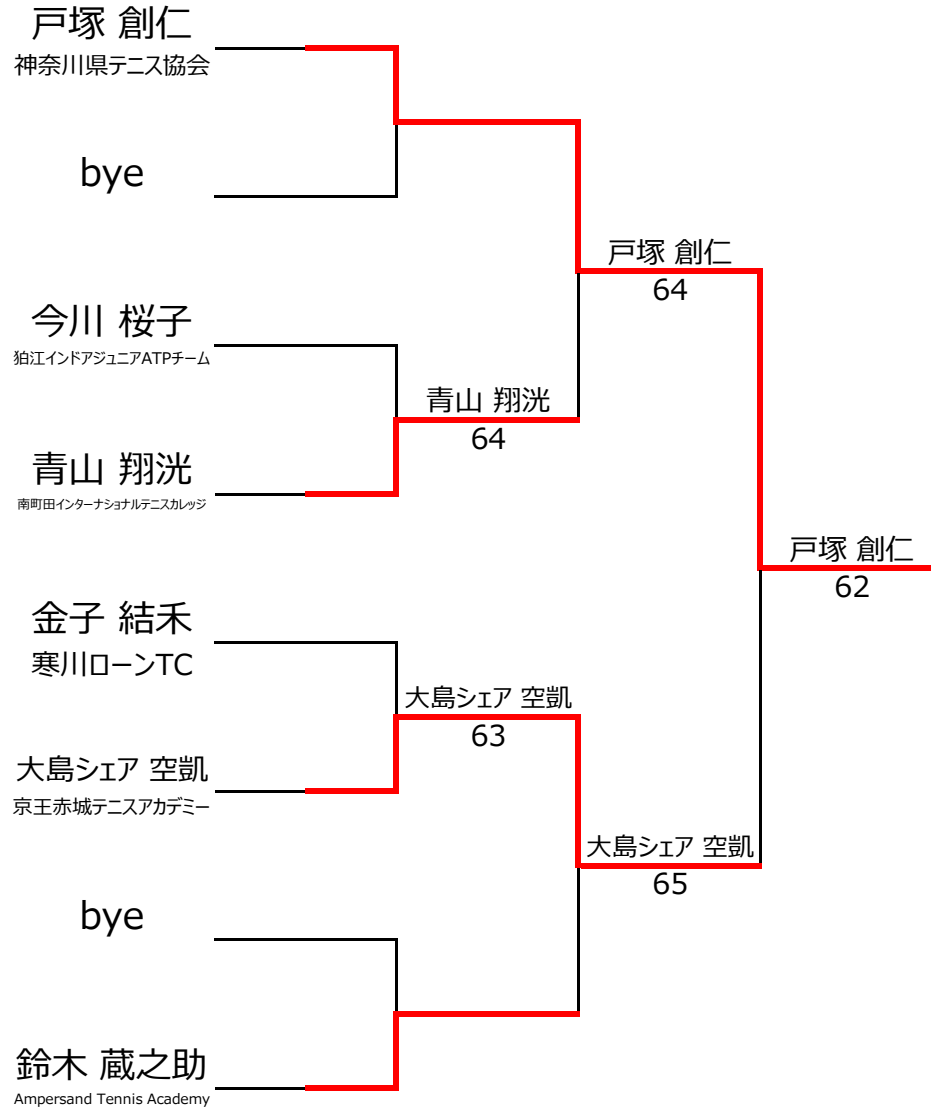 戸塚 創仁
神奈川県テニス協会
bye
戸塚 創仁
64
今川 桜子
狛江インドアジュニアATPチーム
青山 翔洸
64
青山 翔洸
南町田インターナショナルテニスカレッジ
戸塚 創仁
62
金子 結禾
寒川ローンTC
大島シェア 空凱
63
大島シェア 空凱
京王赤城テニスアカデミー
大島シェア 空凱
65
bye
鈴木 蔵之助
Ampersand Tennis Academy